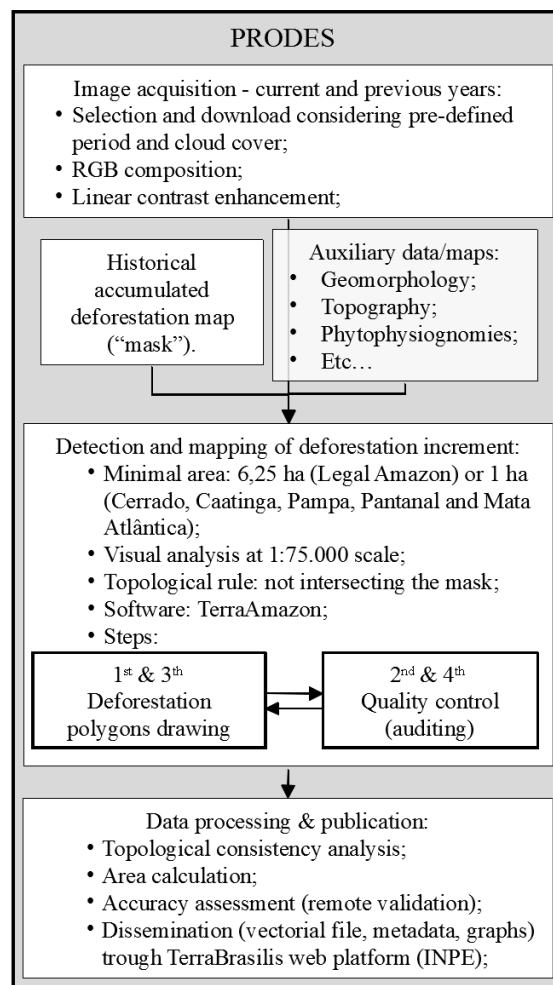 PRODES
Image acquisition - current and previous years:
• Selection and download considering pre-defined
period and cloud cover;
• RGB composition;
• Linear contrast enhancement;
Historical
accumulated
deforestation map
(“mask”).
Auxiliary data/maps:
• Geomorphology;
• Topography;
• Phytophysiognomies;
• Etc…
Detection and mapping of deforestation increment:
• Minimal area: 6,25 ha (Legal Amazon) or 1 ha
(Cerrado, Caatinga, Pampa, Pantanal and Mata
Atlântica);
• Visual analysis at 1:75.000 scale;
• Topological rule: not intersecting the mask;
• Software: TerraAmazon;
• Steps:
1st & 3th
Deforestation
polygons drawing
2nd & 4th
Quality control
(auditing)
Data processing & publication:
• Topological consistency analysis;
• Area calculation;
• Accuracy assessment (remote validation);
• Dissemination (vectorial file, metadata, graphs)
trough TerraBrasilis web platform (INPE);